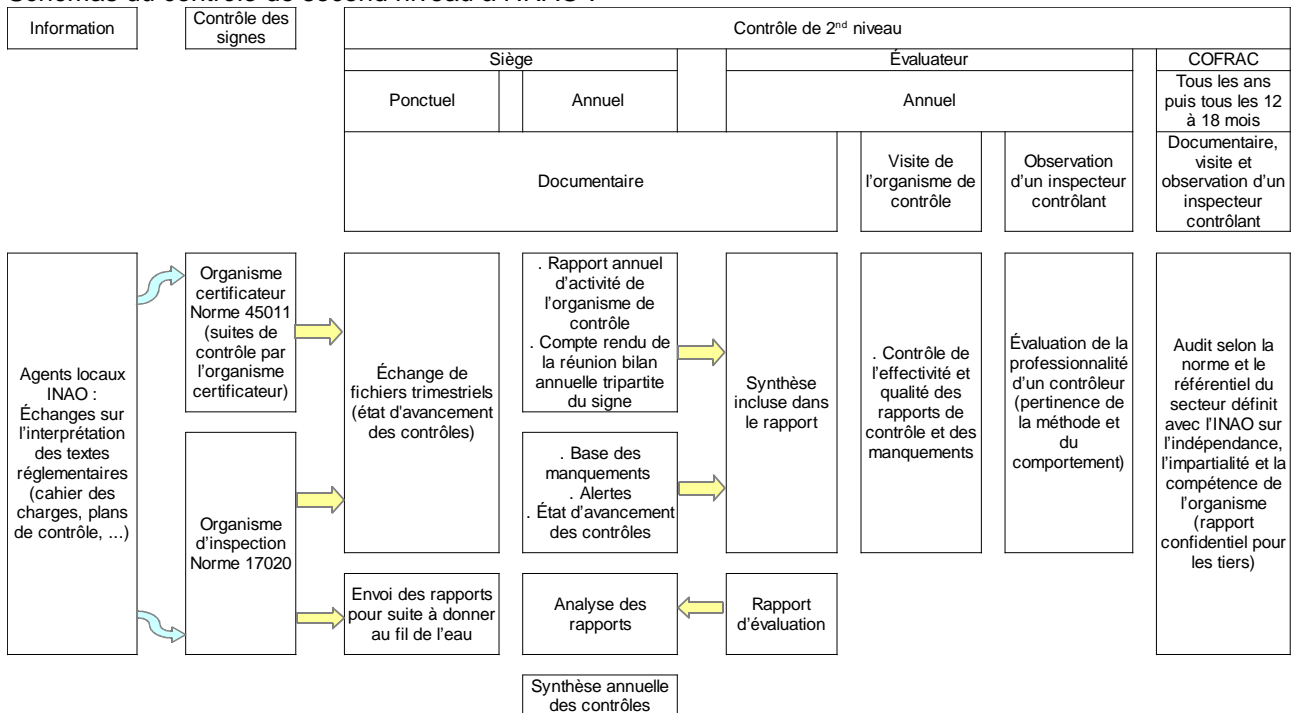 Schémas du contrôle de second niveau à l'INAO :
Information
Contrôle des
signes
Contrôle de 2nd niveau
Siège
Évaluateur
COFRAC
Ponctuel
Annuel
Annuel
Tous les ans
puis tous les 12
à 18 mois
Documentaire
Visite de
l'organisme de
contrôle
Observation
d'un inspecteur
contrôlant
Documentaire,
visite et
observation d'un
inspecteur
contrôlant
Agents locaux
INAO :
Échanges sur
l'interprétation
des textes
réglementaires
(cahier des
charges, plans
de contrôle, ...)
Organisme
certificateur
Norme 45011
(suites de
contrôle par
l'organisme
certificateur)
Organisme
d'inspection
Norme 17020
Échange de
fichiers trimestriels
(état d'avancement
des contrôles)
Envoi des rapports
pour suite à donner
au fil de l'eau
. Rapport annuel
d'activité de
l'organisme de
contrôle
. Compte rendu de
la réunion bilan
annuelle tripartite
du signe
. Base des
manquements
. Alertes
. État d'avancement
des contrôles
Analyse des
rapports
Synthèse annuelle
des contrôles
Synthèse
incluse dans
le rapport
Rapport
d'évaluation
. Contrôle de
l'effectivité et
qualité des
rapports de
contrôle et des
manquements
Évaluation de la
professionnalité
d'un contrôleur
(pertinence de
la méthode et
du
comportement)
Audit selon la
norme et le
référentiel du
secteur définit
avec l'INAO sur
l'indépendance,
l'impartialité et la
compétence de
l'organisme
(rapport
confidentiel pour
les tiers)